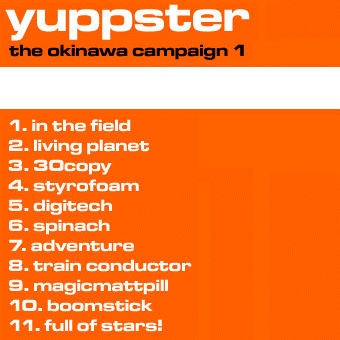 yuppster
the okinawa campaign 1
1. in the field
2. living planet
3. 30copy
4. styrofoam
5. digitech
6. spinach
7. adventure
8. train conductor
9. magicmattpill
10. boomstick
11. full of stars!